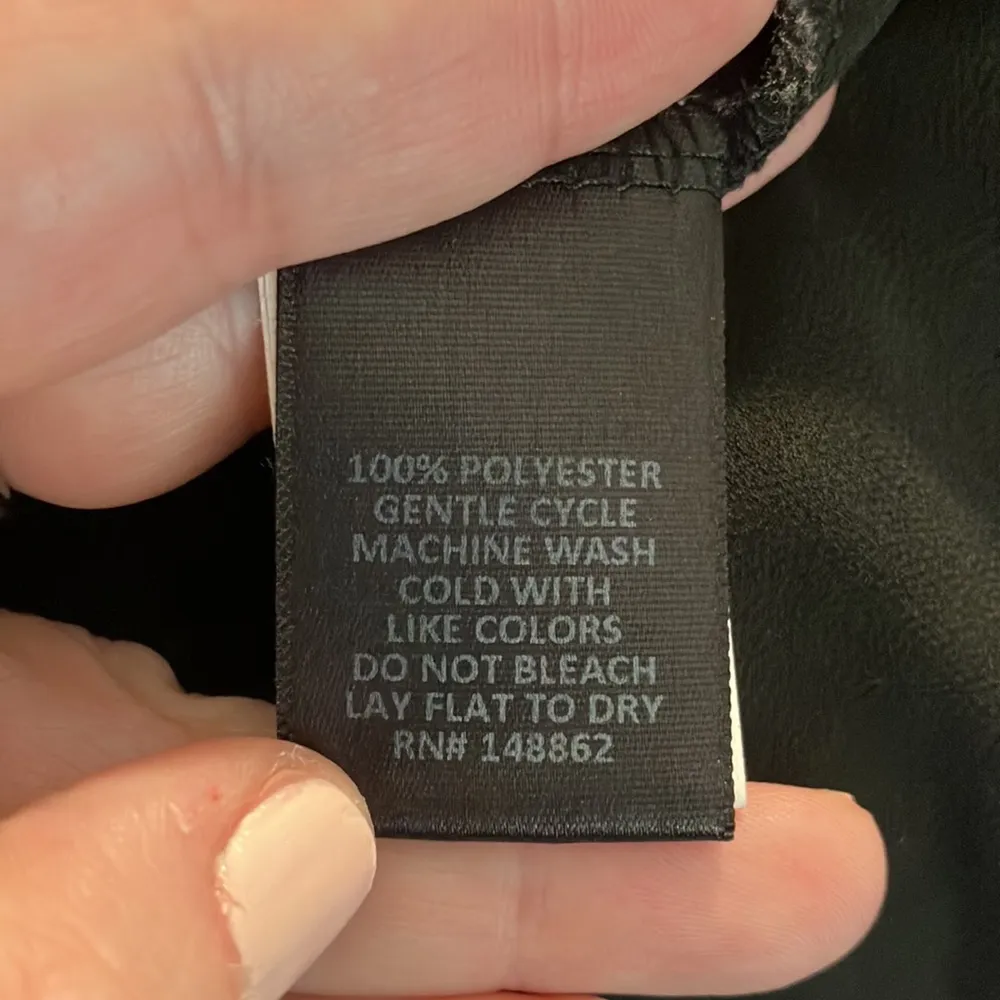 100% POLYESTER
GENTLE CYCLE
MACHINE WASH
COLD WITH
LIKE COLORS
DO NOT BLEACH
LAY FLAT TO DRY
RN# 148862